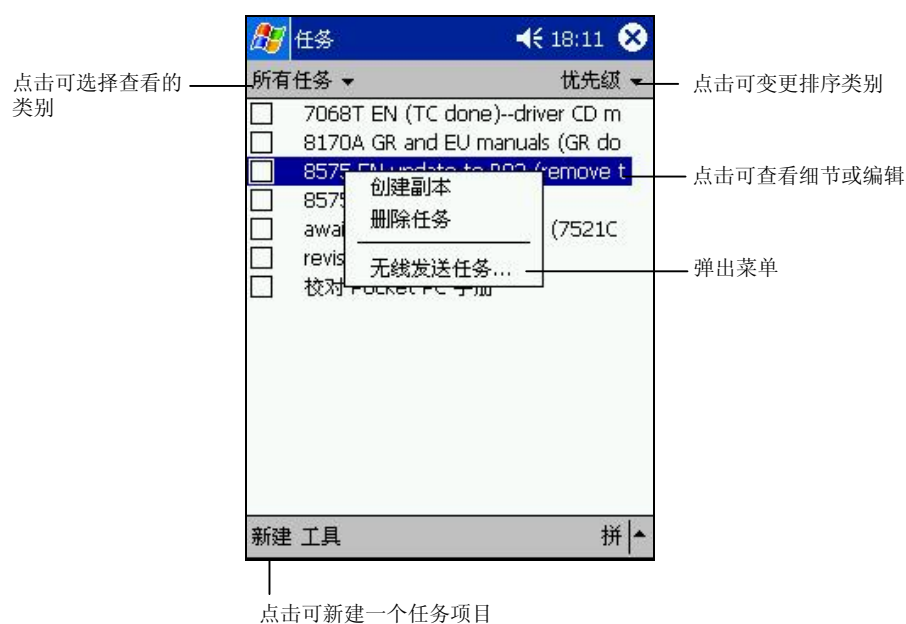 任务 18:11
点击可选择查看的
类别
所有任务 优先级
点击可变更排序类别
7068T EN (TC done)--driver CD m
8170A GR and EU manuals (GR do
8575 EN update to R02 (remove t
点击可查看细节或编辑
创建副本
8575
删除任务
awai (7521C
revis
无线发送任务...
弹出菜单
校对 Pocket PC 手册
新建 工具 拼
点击可新建一个任务项目